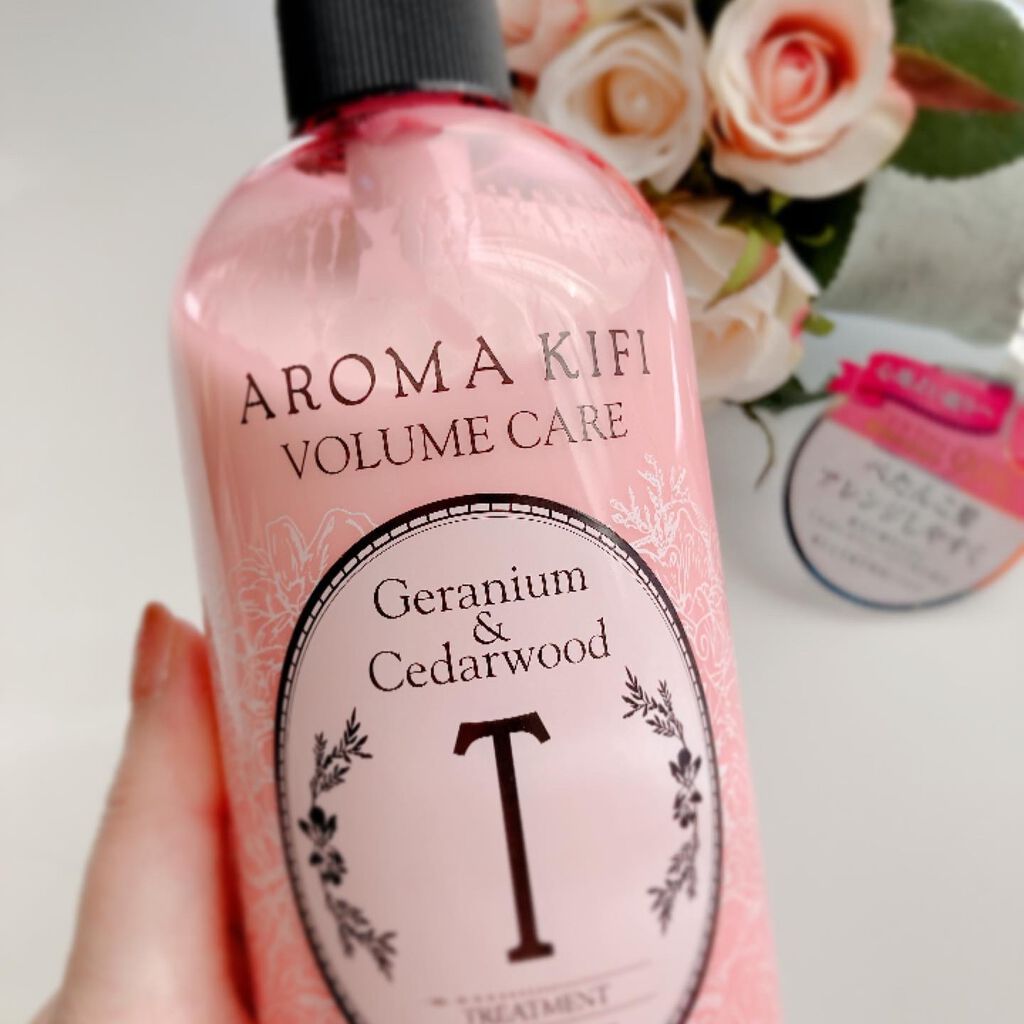 AROMA KIFI
VOLUME CARE
Geranium
&
Cedarwood
T
TREATMENT
ぺたんこ髪
アレンジしやすく